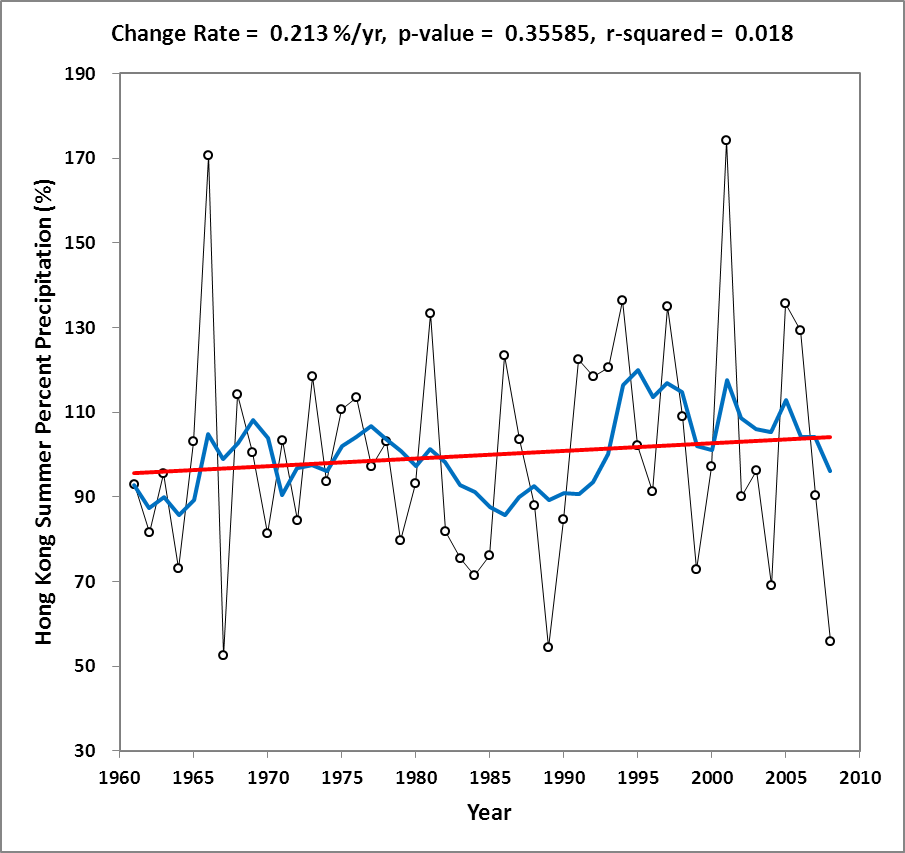 Change Rate = 0.213 %/yr, p-value = 0.35585, r-squared = 0.018
190
170
150
130
110
90
70
50
30
Hong Kong Summer Percent Precipitation (%)
1960 1965 1970 1975 1980 1985 1990 1995 2000 2005 2010
Year